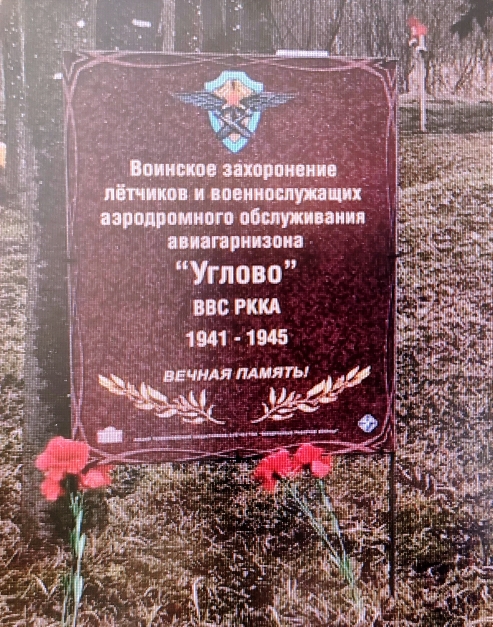 Воинское захоронение
лётчиков и военнослужащих
аэродромного обслуживания
авиагарнизона
“Углово”
ВВС РККА
1941 - 1945
ВЕЧНАЯ ПАМЯТЬ!